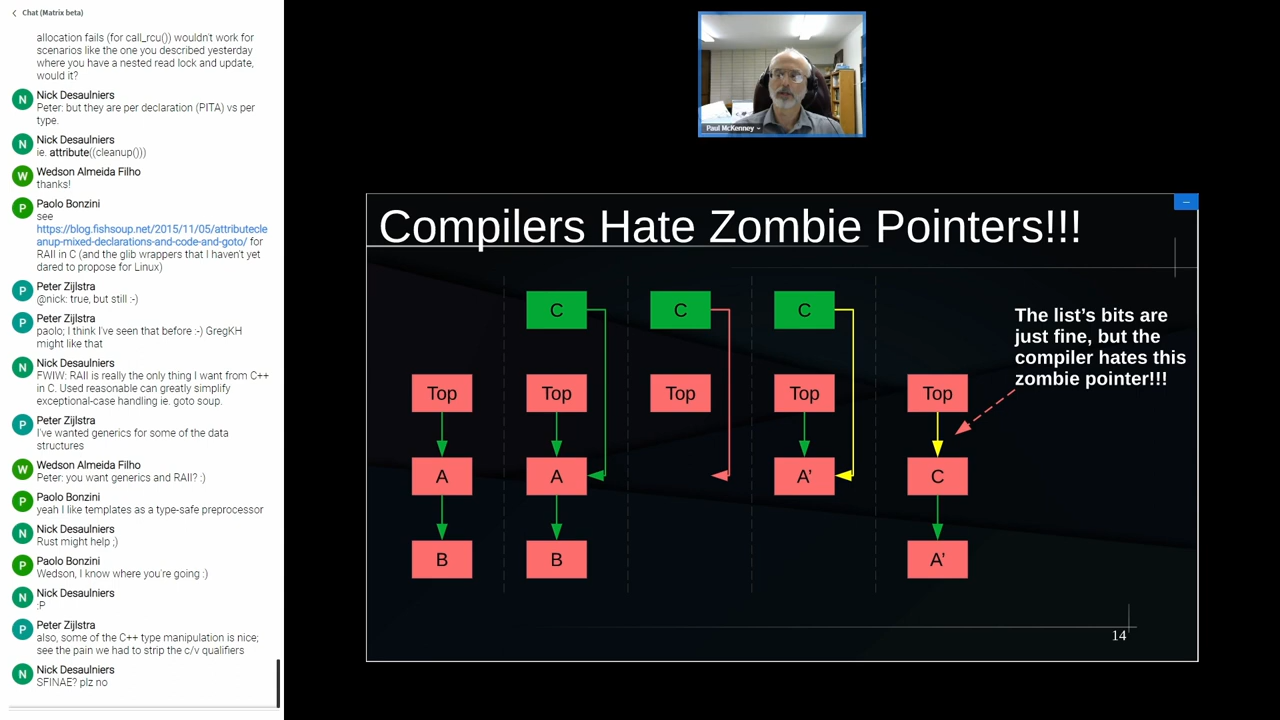 Chat (Matrix beta)
allocation fails (for call_rcu()) wouldn't work for
scenarios like the one you described yesterday
where you have a nested read lock and update,
would it?
N
Nick Desaulniers
Peter: but they are per declaration (PITA) vs per
type.
N
Nick Desaulniers
ie. attribute((cleanup()))
W
Wedson Almeida Filho
thanks!
P
Paolo Bonzini
see
https://blog.fishsoup.net/2015/11/05/attributecle
anup-mixed-declarations-and-code-and-goto/ for
RAII in C (and the glib wrappers that I haven't yet
dared to propose for Linux)
P
Peter Zijlstra
@nick: true, but still :-)
P
Peter Zijlstra
paolo; I think I've seen that before :-) GregKH
might like that
N
Nick Desaulniers
FWIW: RAII is really the only thing I want from C++
in C. Used reasonable can greatly simplify
exceptional-case handling ie. goto soup.
P
Peter Zijlstra
I've wanted generics for some of the data
structures
W
Wedson Almeida Filho
Peter: you want generics and RAII? :)
P
Paolo Bonzini
yeah I like templates as a type-safe preprocessor
N
Nick Desaulniers
Rust might help ;)
P
Paolo Bonzini
Wedson, I know where you're going :)
N
Nick Desaulniers
:P
P
Peter Zijlstra
also, some of the C++ type manipulation is nice;
see the pain we had to strip the c/v qualifiers
N
Nick Desaulniers
SFINAE? plz no
Paul McKenney
Compilers Hate Zombie Pointers!!!
C
C
C
The list's bits are
just fine, but the
compiler hates this
zombie pointer!!!
Top
Top
Top
Top
Top
A
A
A'
C
B
B
A'
14